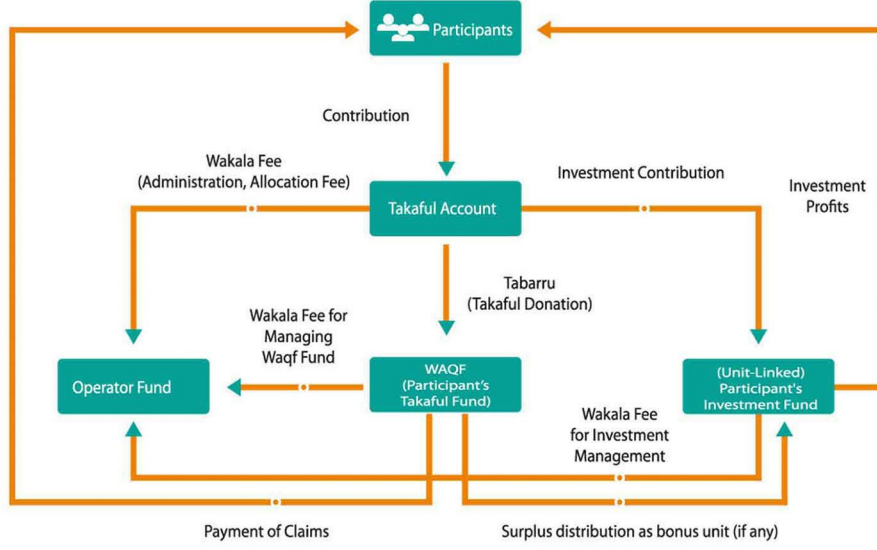 Participants
Contribution
Wakala Fee
(Administration, Allocation Fee)
Investment Contribution
Investment
Profits
Takaful Account
Tabarru
(Takaful Donation)
Wakala Fee for
Managing
Waqf Fund
Operator Fund
WAQF
(Participant's
Takaful Fund)
(Unit-Linked)
Participant's
Investment Fund
Wakala Fee
for Investment
Management
Payment of Claims
Surplus distribution as bonus unit (if any)